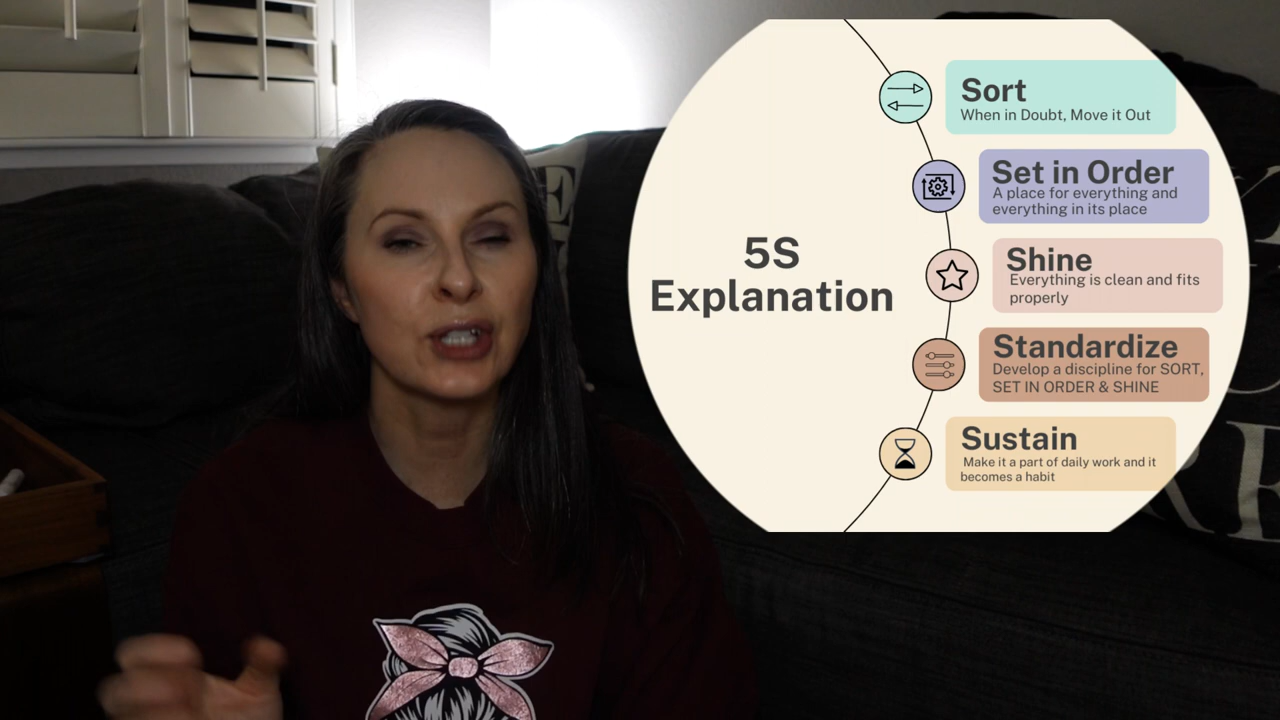 5S
Explanation
Sort
When in Doubt, Move it Out
Set in Order
A place for everything and
everything in its place
Shine
Everything is clean and fits
properly
Standardize
Develop a discipline for SORT,
SET IN ORDER & SHINE
Sustain
Make it a part of daily work and it
becomes a habit